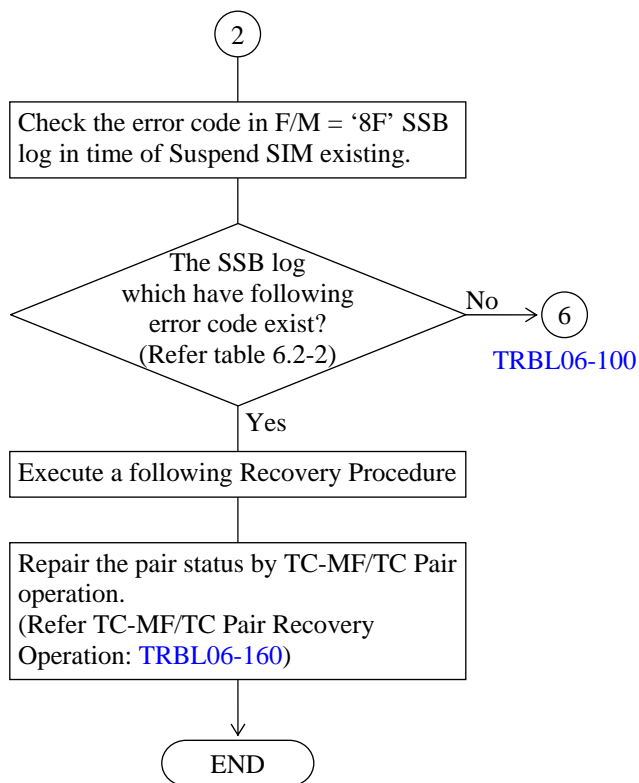 2
Check the error code in F/M = ‘8F’ SSB
log in time of Suspend SIM existing.
The SSB log
which have following
error code exist?
(Refer table 6.2-2)
No
6
TRBL06-100
Yes
Execute a following Recovery Procedure
Repair the pair status by TC-MF/TC Pair
operation.
(Refer TC-MF/TC Pair Recovery
Operation: TRBL06-160)
END